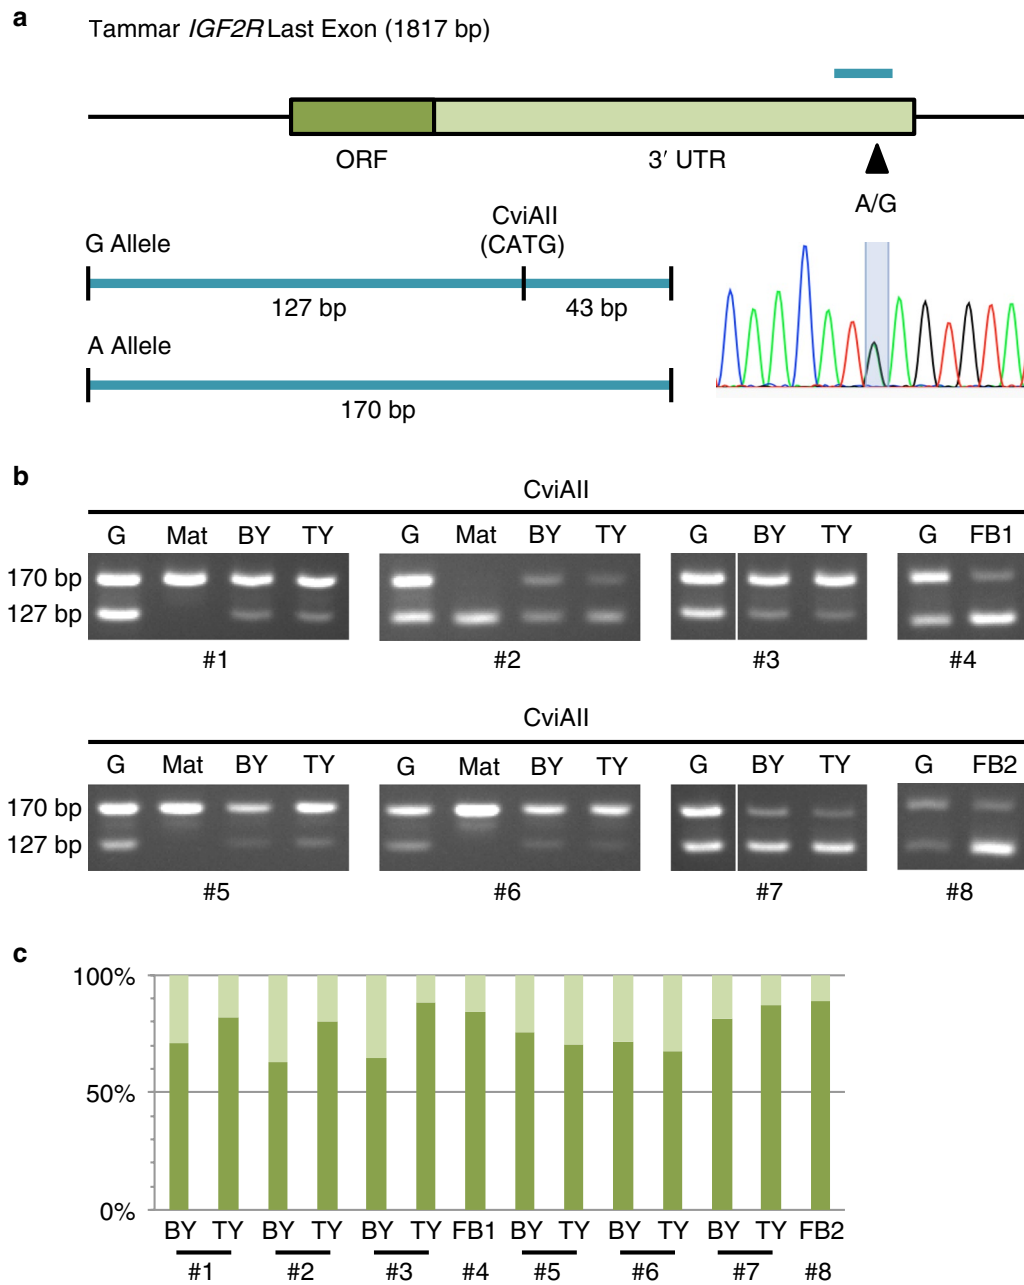 a
Tammar IGF2R Last Exon (1817 bp)
ORF
3′ UTR
A/G
CviAII
(CATG)
G Allele
127 bp
43 bp
A Allele
170 bp
b
CviAII
G Mat BY TY
G Mat BY TY
G BY TY
G FB1
170 bp
127 bp
#1
#2
#3
#4
CviAII
G Mat BY TY
G Mat BY TY
G BY TY
G FB2
170 bp
127 bp
#5
#6
#7
#8
c
100%
50%
0%
BY TY BY TY BY TY FB1 BY TY BY TY BY TY FB2
#1 #2 #3 #4 #5 #6 #7 #8